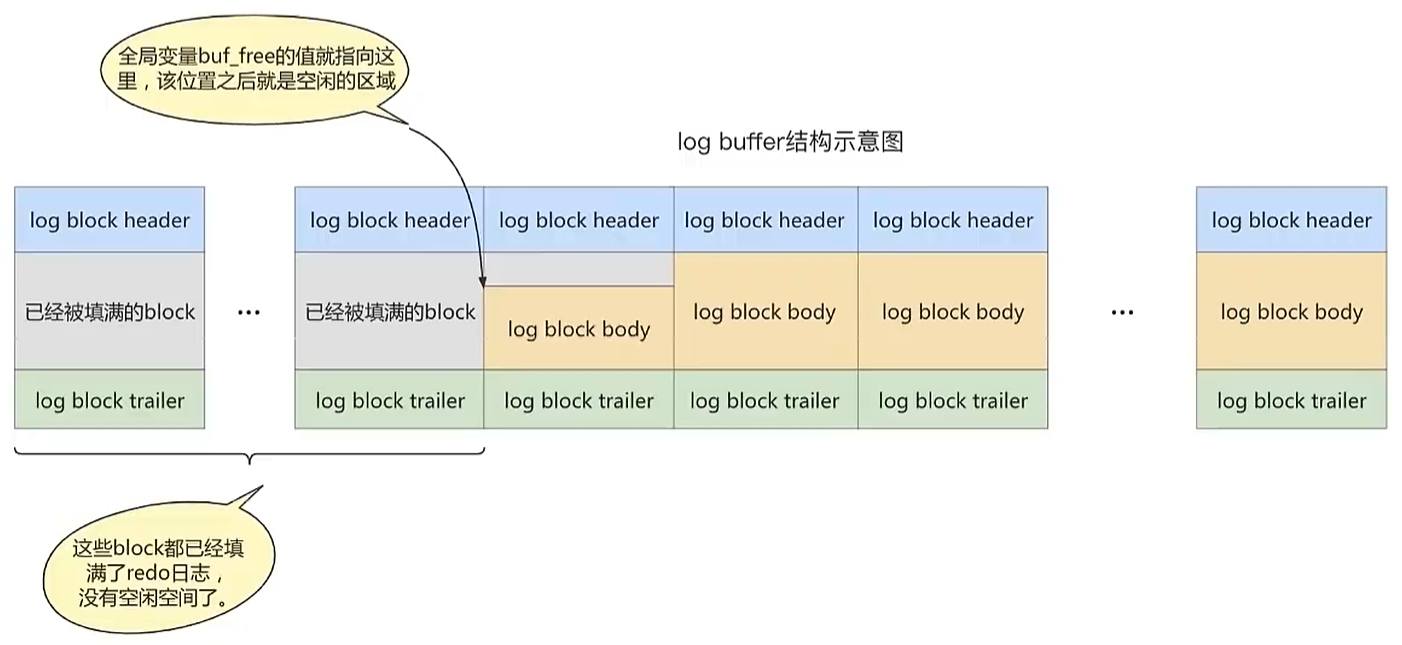 全局变量buf_free的值就指向这
里，该位置之后就是空闲的区域
log buffer结构示意图
log block header
log block header
log block header
log block header
log block header
log block header
已经被填满的block
...
已经被填满的block
log block body
log block body
log block body
...
log block body
log block trailer
log block trailer
log block trailer
log block trailer
log block trailer
log block trailer
这些block都已经填
满了redo日志，
没有空闲空间了。